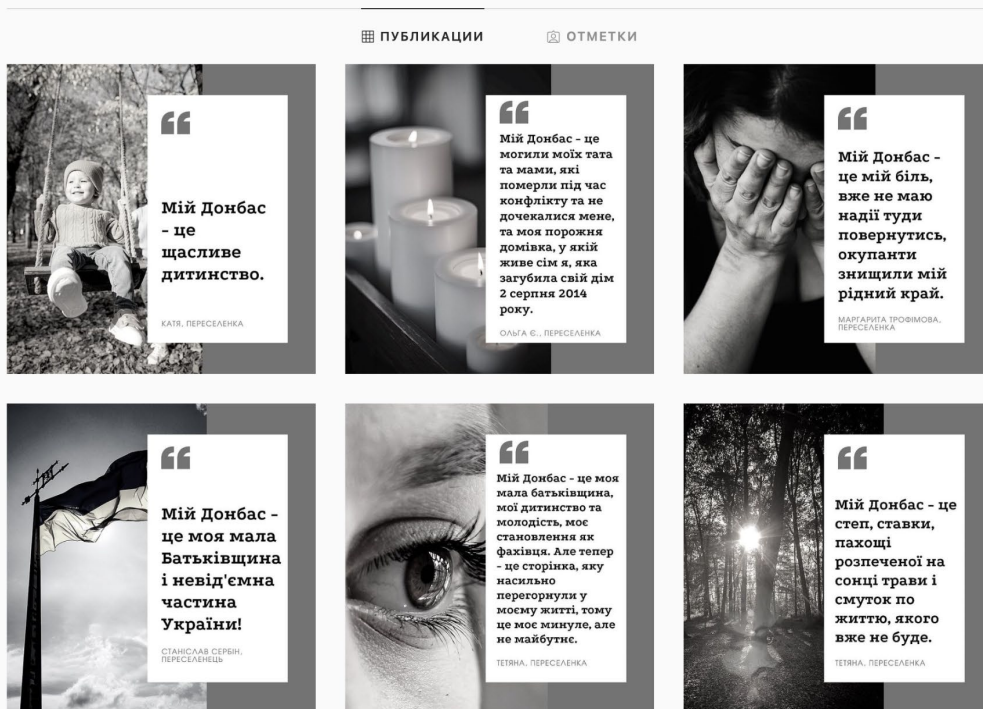 ПУБЛИКАЦИИ
ОТМЕТКИ
Мій Донбас
- це
щасливе
дитинство.
КАТЯ, ПЕРЕСЕЛЕНКА
Мій Донбас - це
могили моїх тата
та мами, які
померли під час
конфлікту та не
дочекалися мене,
та моя порожня
домівка, у якій
живе сім я, яка
загубила свій дім
2 серпня 2014
року.
ОЛЬГА Є., ПЕРЕСЕЛЕНКА
Мій Донбас -
це мій біль,
вже не маю
надії туди
повернутись,
окупанти
знищили мій
рідний край.
МАРГАРИТА ТРОФІМОВА,
ПЕРЕСЕЛЕНКА
Мій Донбас -
це моя мала
Батьківщина
і невід'ємна
частина
України!
СТАНІСЛАВ СЕРБІН,
ПЕРЕСЕЛЕНЕЦЬ
Мій Донбас - це моя
мала батьківщина,
мої дитинство та
молодість, моє
становлення як
фахівця. Але тепер
- це сторінка, яку
насильно
перегорнули у
моєму житті, тому
це моє минуле, але
не майбутнє.
ТЕТЯНА, ПЕРЕСЕЛЕНКА
Мій Донбас - це
степ, ставки,
пахощі
розпеченої на
сонці трави і
смуток по
життю, якого
вже не буде.
ТЕТЯНА, ПЕРЕСЕЛЕНКА